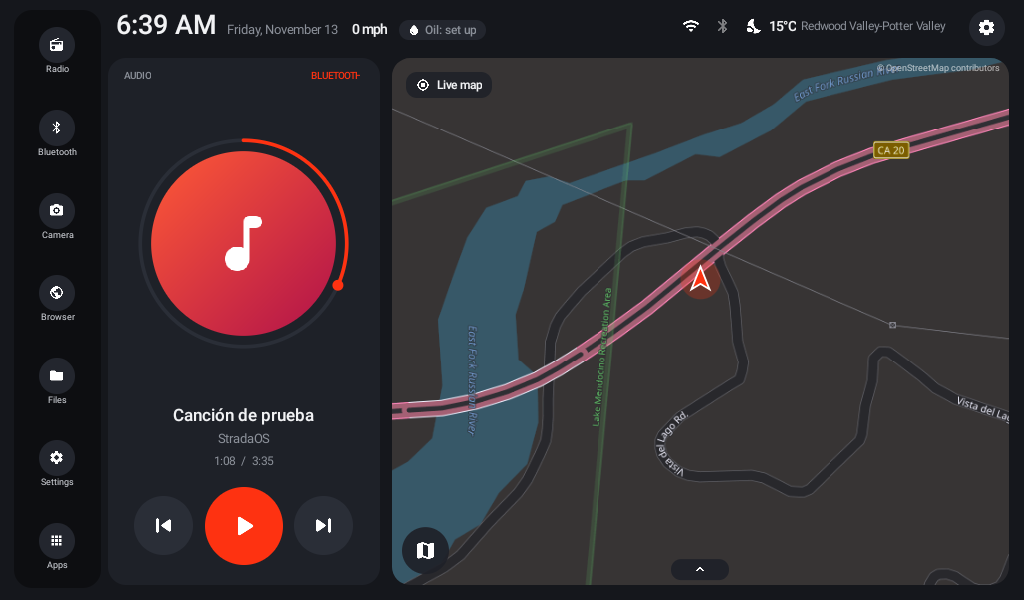 6:39 AM Friday, November 13 0 mph Oil: set up 15°C Redwood Valley-Potter Valley
Radio
Bluetooth
Camera
Browser
Files
Settings
Apps
AUDIO BLUETOOTH
Canción de prueba
StradaOS
1:08 / 3:35
Live map
© OpenStreetMap contributors
East Fork Russian
CA 20
East Fork Russian River
Lake Mendocino Recreation Area
Vista del Lago Rd.
Vista del